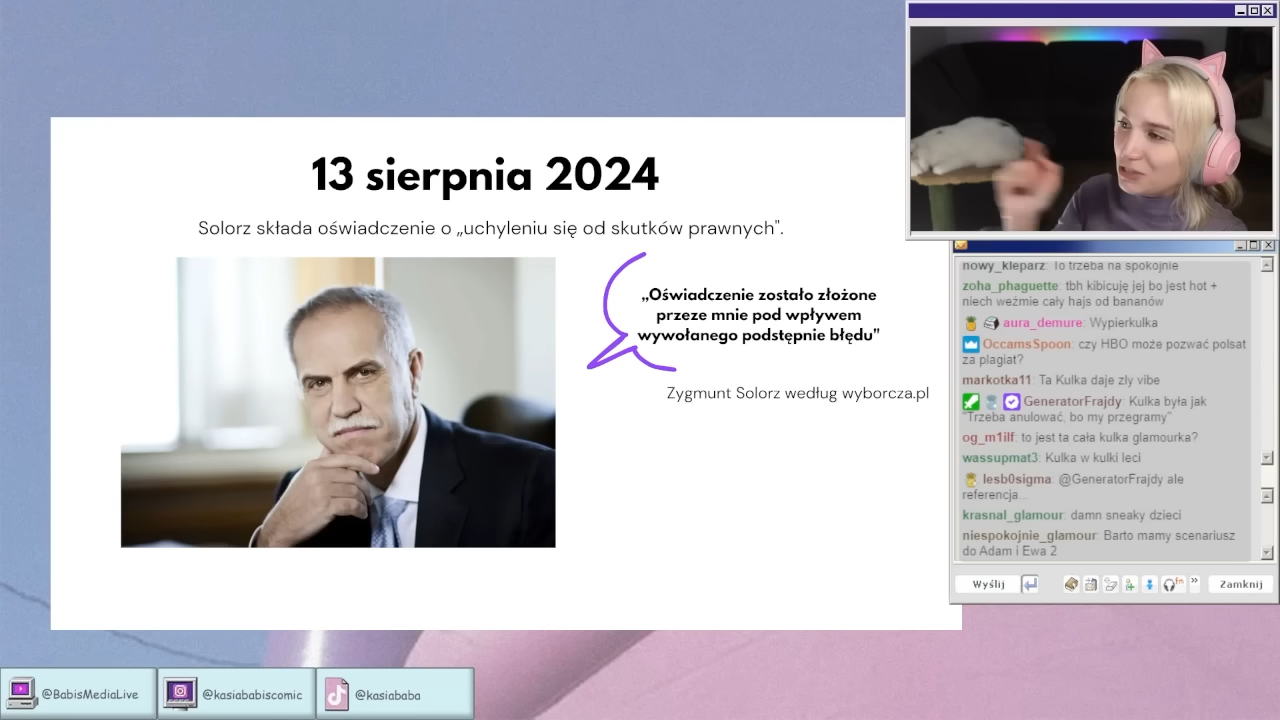 13 sierpnia 2024
Solorz składa oświadczenie o „uchyleniu się od skutków prawnych".
„Oświadczenie zostało złożone
przeze mnie pod wpływem
wywołanego podstępnie błędu"
Zygmunt Solorz według wyborcza.pl
nowy_kleparz: To trzeba na spokojnie
zoha_phaguette: tbh kibicuję jej bo jest hot +
niech weźmie cały hajs od bananów
aura_demure: Wypierkulka
OccamsSpoon: czy HBO może pozwać polsat
za plagiat?
markotka11: Ta Kulka daje zly vibe
GeneratorFrajdy: Kulka była jak
"Trzeba anulować, bo my przegramy"
og_m1ilf: to jest ta cała kulka glamourka?
wassupmat3: Kulka w kulki leci
lesb0sigma: @GeneratorFrajdy ale
referencja...
krasnal_glamour: damn sneaky dzieci
niespokojnie_glamour: Barto mamy scenariusz
do Adam i Ewa 2
Wyślij
fn
Zamknij
@BabisMediaLive
@kasiababiscomic
@kasiababa